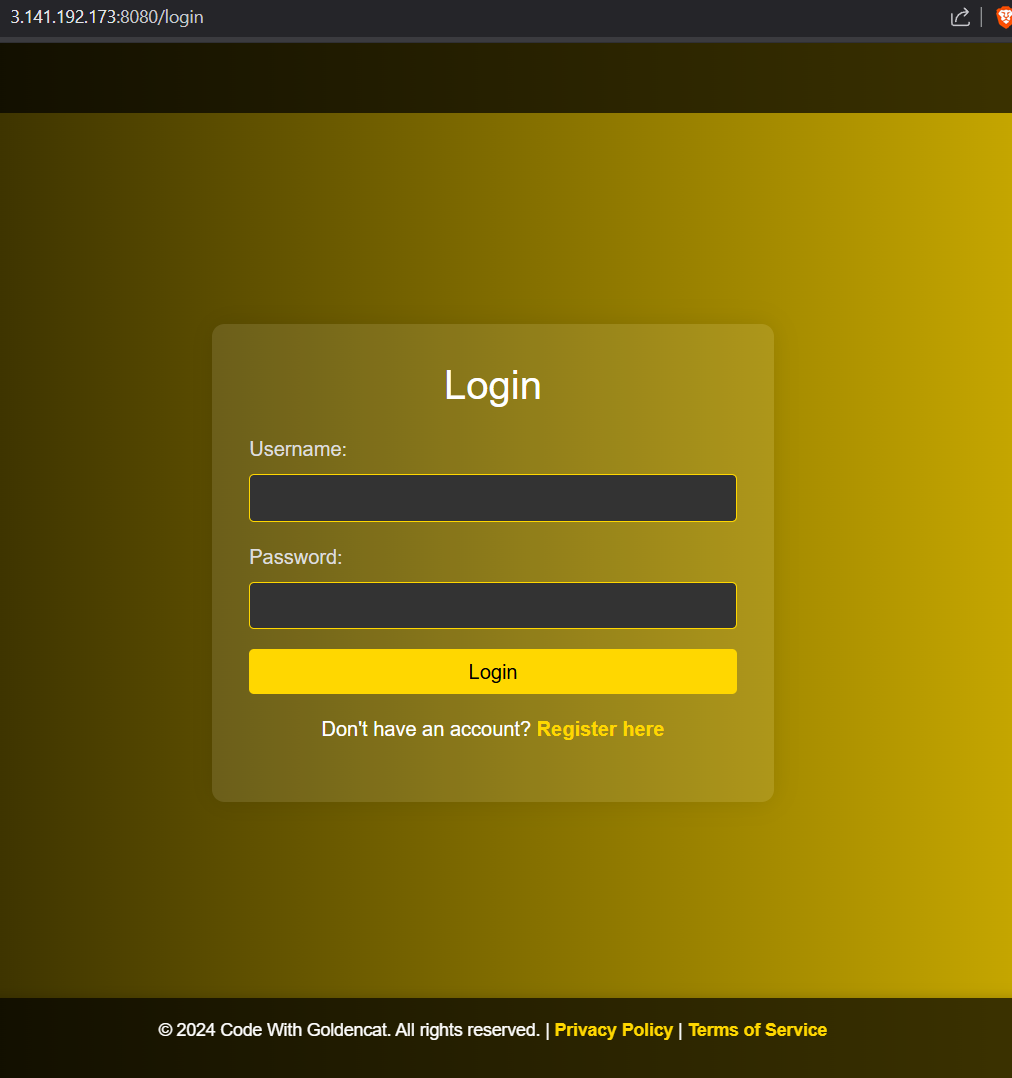 3.141.192.173:8080/login
Login
Username:
Password:
Login
Don't have an account? Register here
© 2024 Code With Goldencat. All rights reserved. | Privacy Policy | Terms of Service